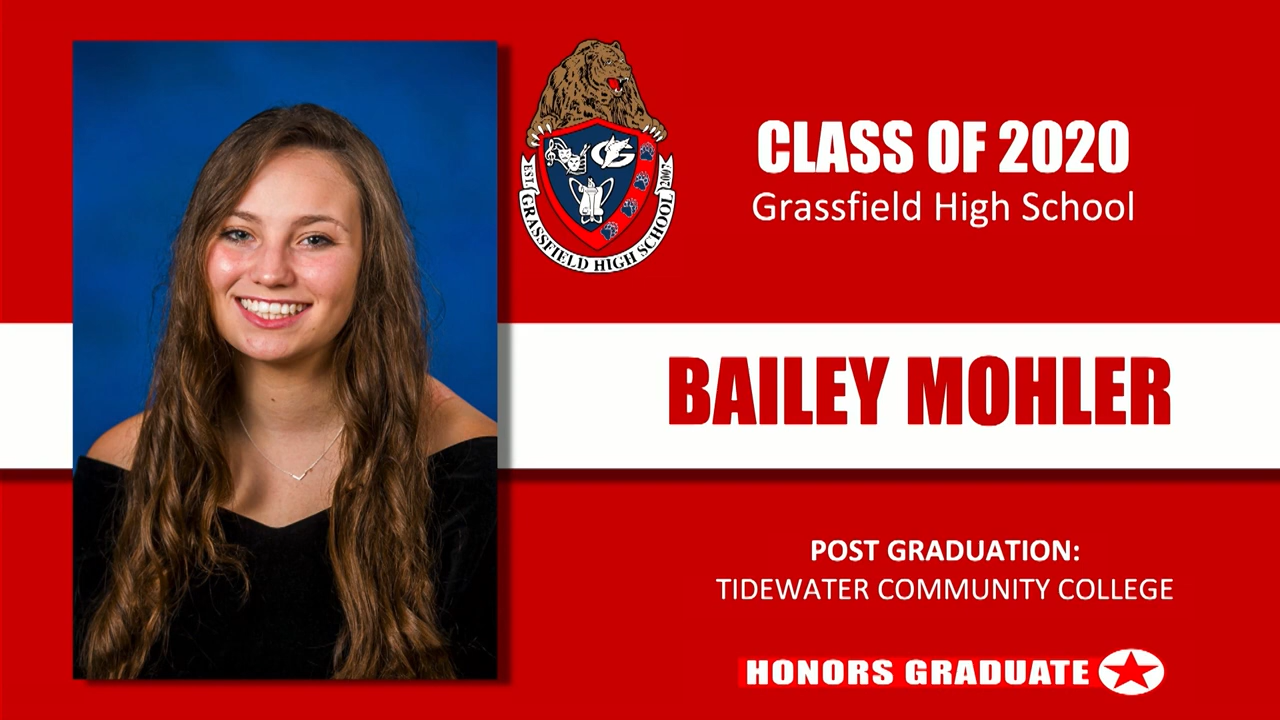 CLASS OF 2020
Grassfield High School
EST. 2007
GRASSFIELD HIGH SCHOOL
BAILEY MOHLER
POST GRADUATION:
TIDEWATER COMMUNITY COLLEGE
HONORS GRADUATE